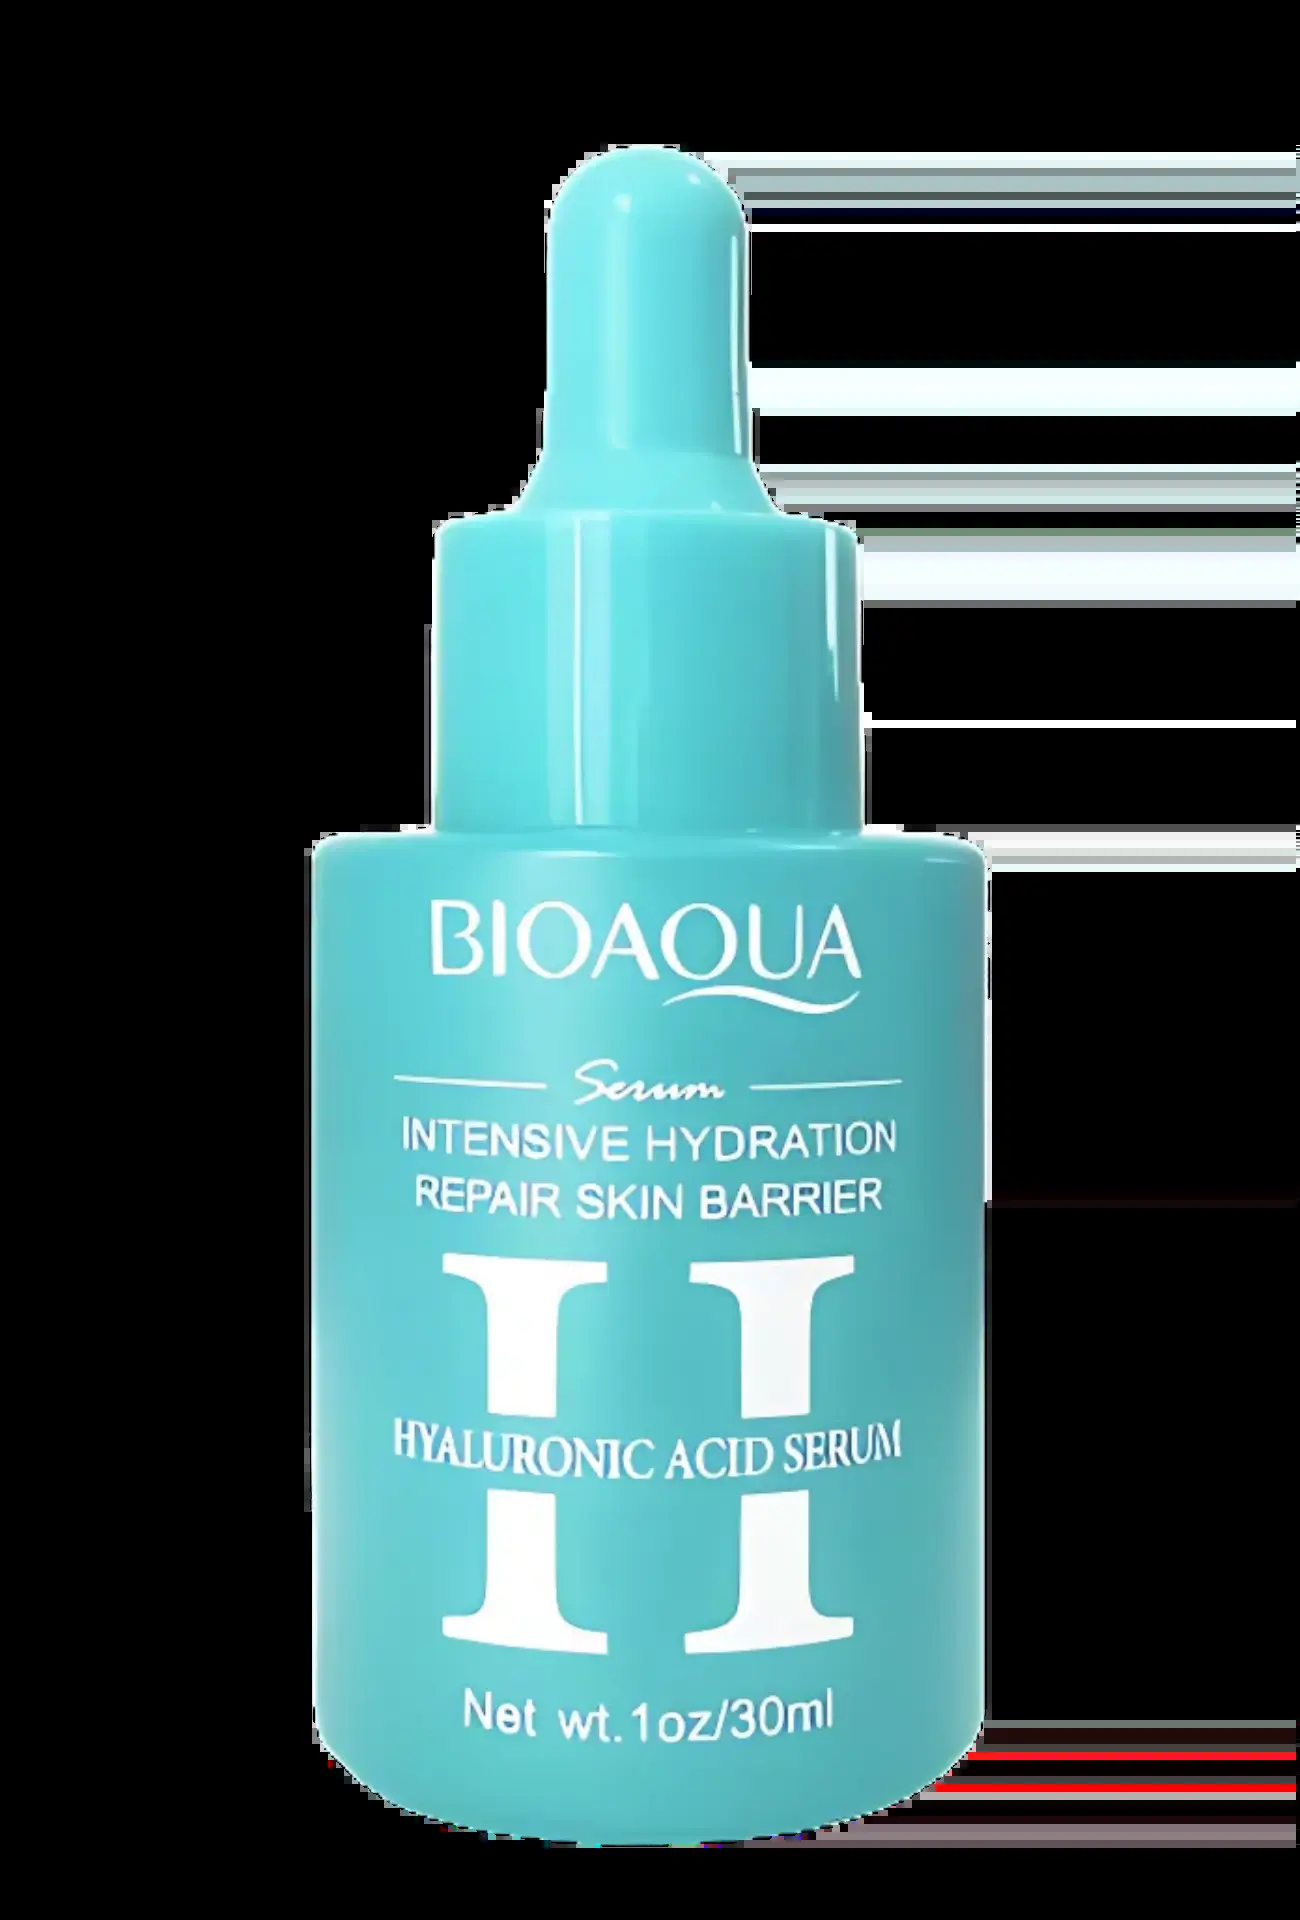 BIOAQUA
Serum
INTENSIVE HYDRATION
REPAIR SKIN BARRIER
H
HYALURONIC ACID SERUM
Net wt.1oz/30ml